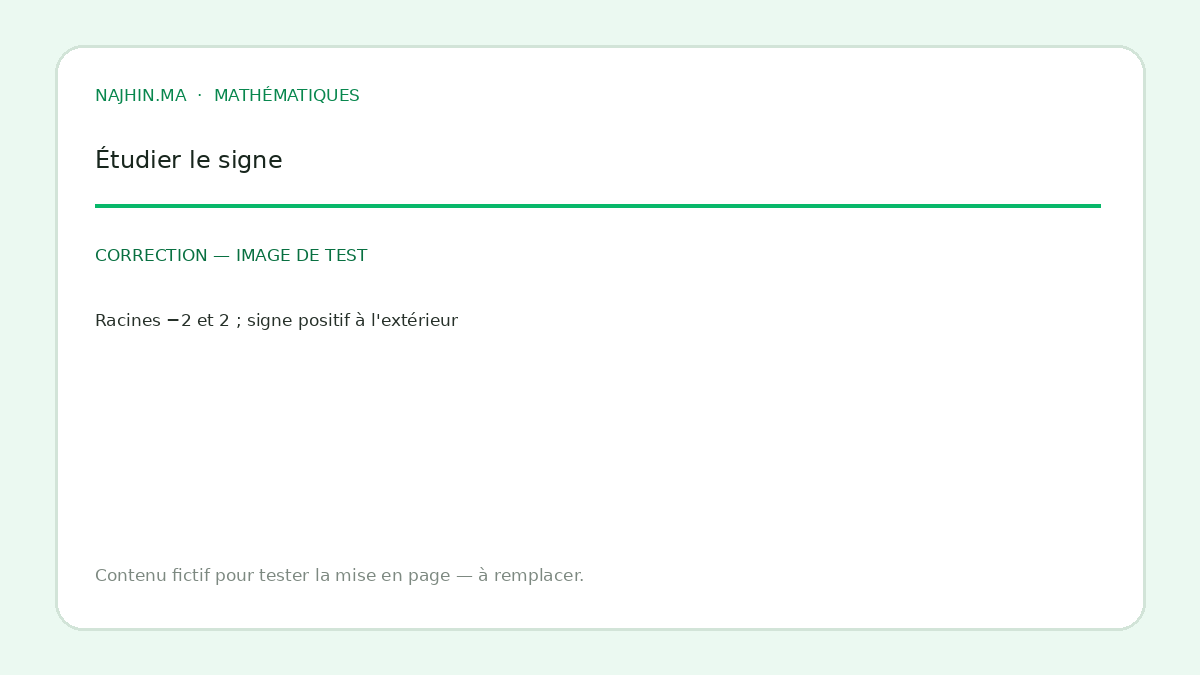 NAJHIN.MA · MATHÉMATIQUES
Étudier le signe
CORRECTION — IMAGE DE TEST
Racines −2 et 2 ; signe positif à l'extérieur
Contenu fictif pour tester la mise en page — à remplacer.